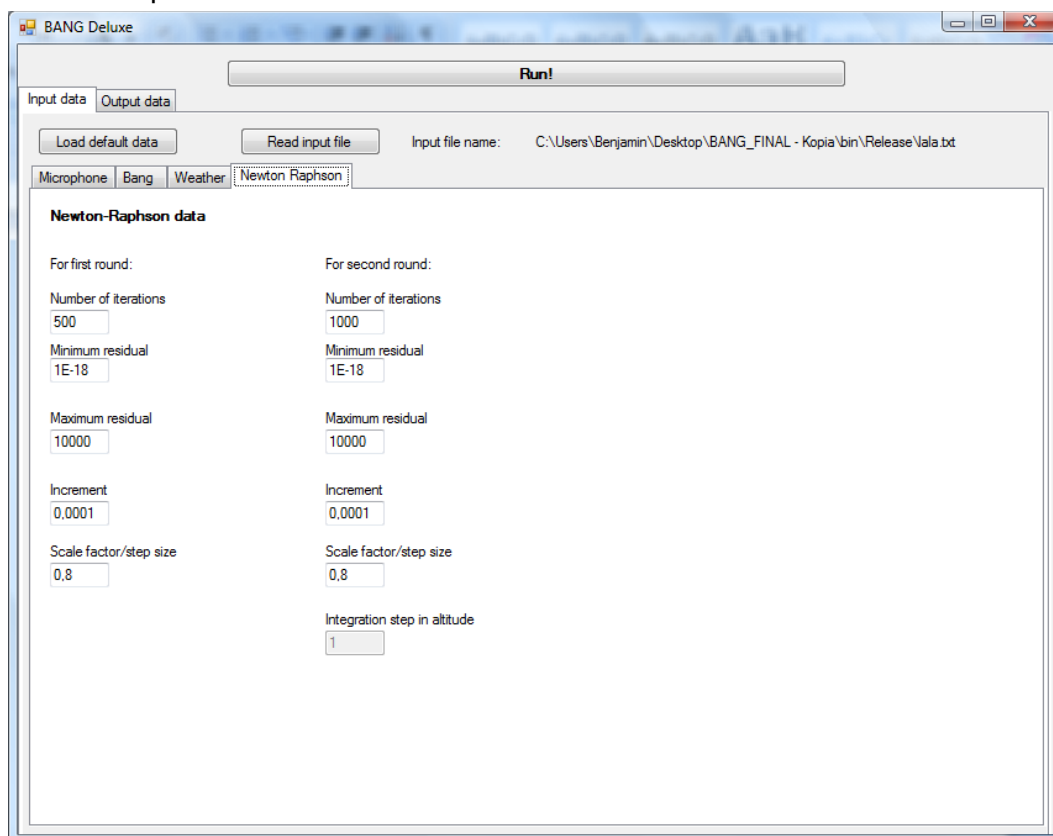 BANG Deluxe
Run!
Input data Output data
Load default data Read input file Input file name: C:\Users\Benjamin\Desktop\BANG_FINAL - Kopia\bin\Release\lala.txt
Microphone Bang Weather Newton Raphson
Newton-Raphson data
For first round: For second round:
Number of iterations Number of iterations
500 1000
Minimum residual Minimum residual
1E-18 1E-18
Maximum residual Maximum residual
10000 10000
Increment Increment
0,0001 0,0001
Scale factor/step size Scale factor/step size
0,8 0,8
Integration step in altitude
1